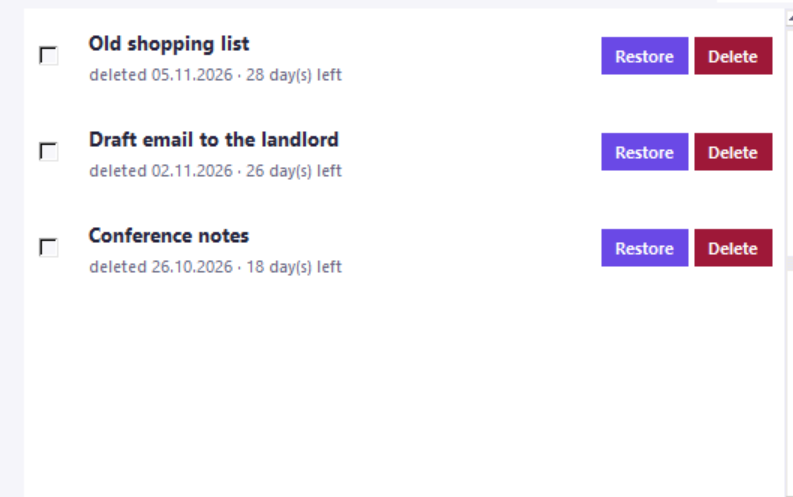 Old shopping list
deleted 05.11.2026 · 28 day(s) left
Restore Delete
Draft email to the landlord
deleted 02.11.2026 · 26 day(s) left
Restore Delete
Conference notes
deleted 26.10.2026 · 18 day(s) left
Restore Delete